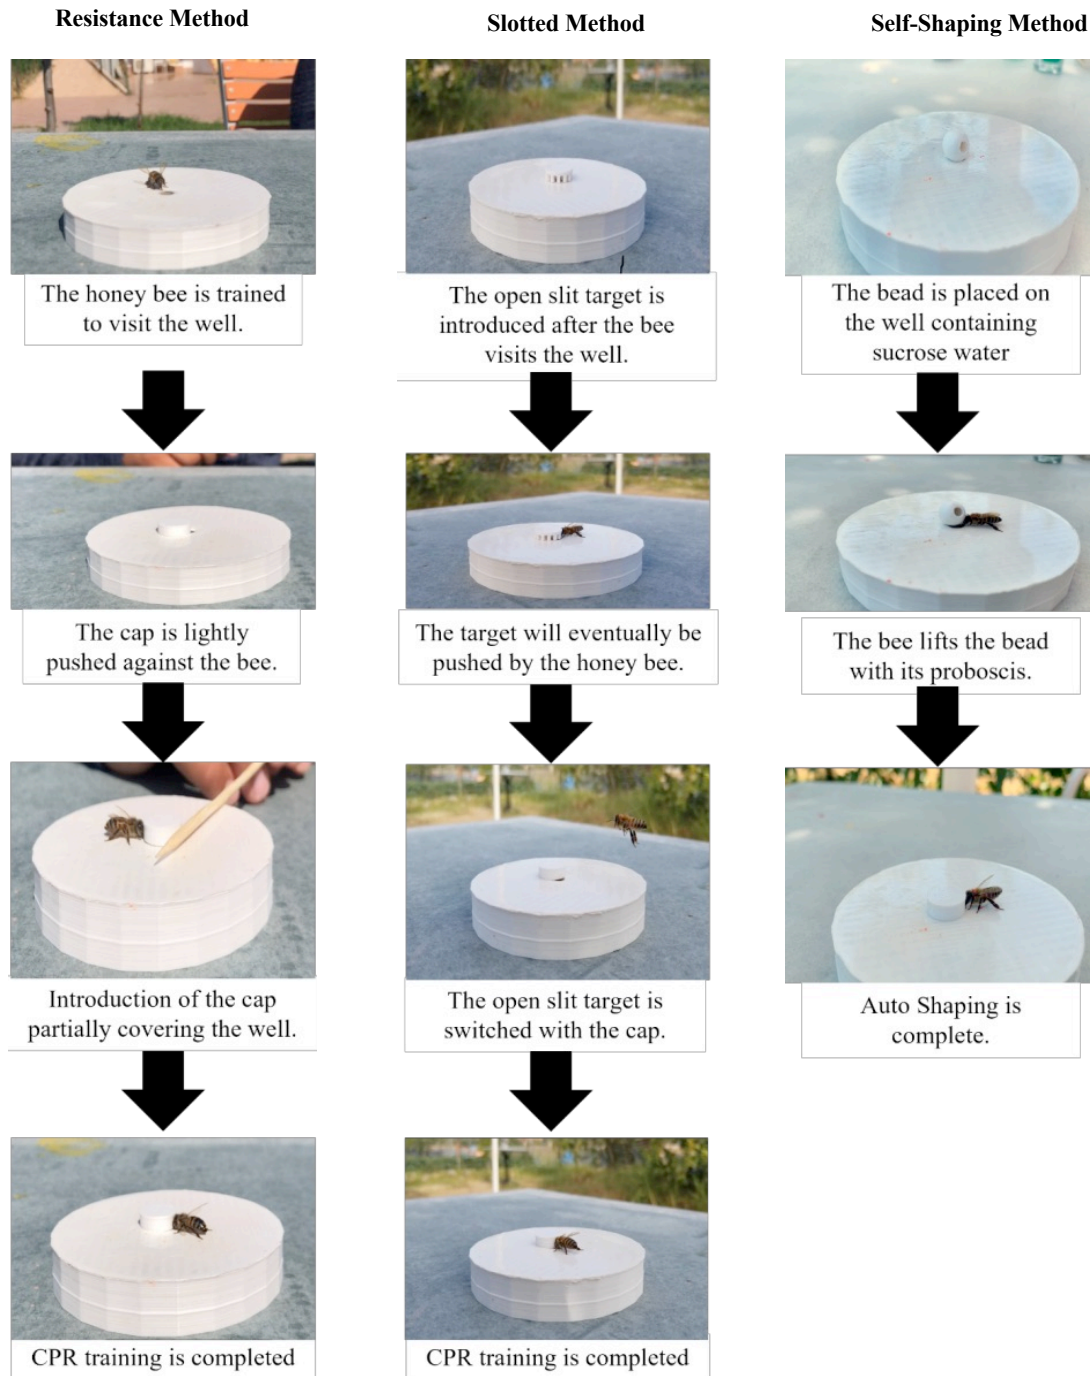 Resistance Method
The honey bee is trained
to visit the well.
The cap is lightly
pushed against the bee.
Introduction of the cap
partially covering the well.
CPR training is completed
Slotted Method
The open slit target is
introduced after the bee
visits the well.
The target will eventually be
pushed by the honey bee.
The open slit target is
switched with the cap.
CPR training is completed
Self-Shaping Method
The bead is placed on
the well containing
sucrose water
The bee lifts the bead
with its proboscis.
Auto Shaping is
complete.